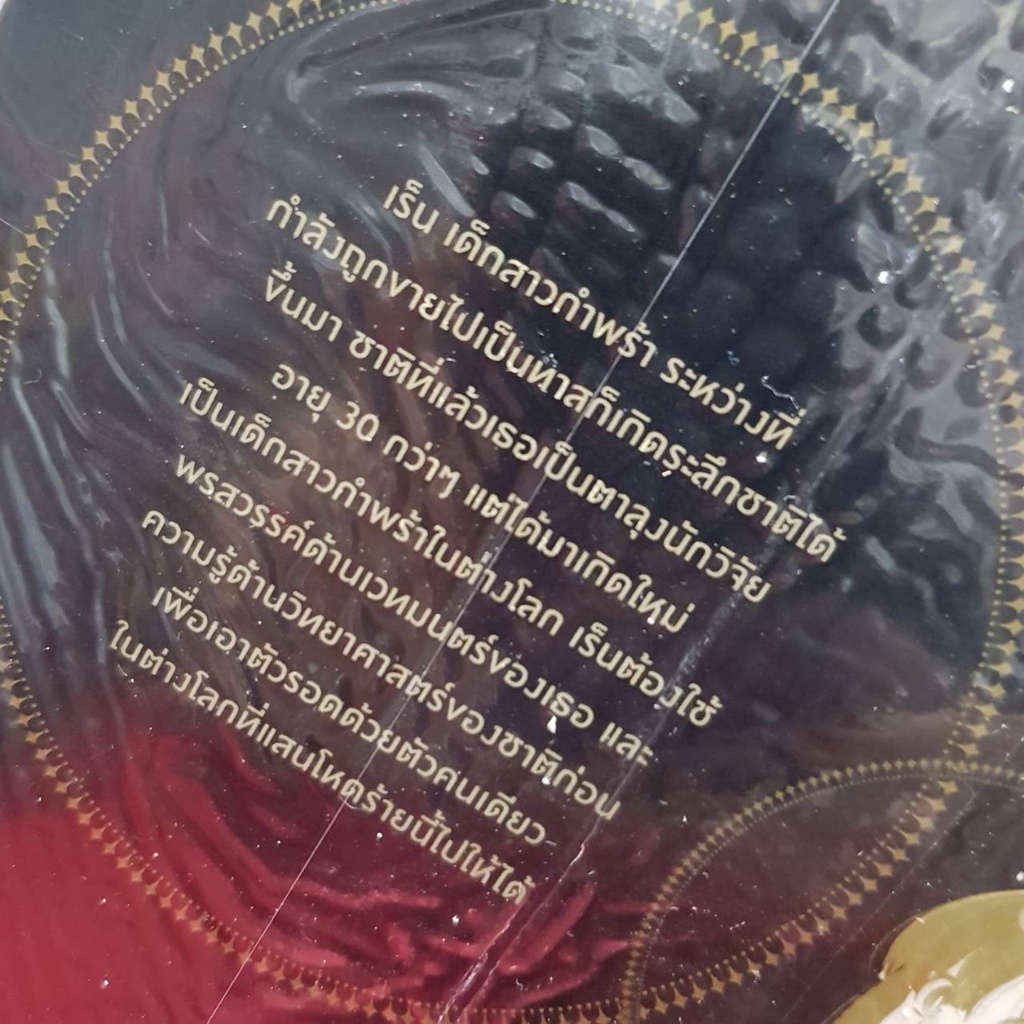 เร็น เด็กสาวกำพร้า ระหว่างที่
กำลังถูกขายไปเป็นทาสก็เกิดระลึกชาติได้
ขึ้นมา ชาติที่แล้วเธอเป็นตาลุงนักวิจัย
อายุ 30 กว่าๆ แต่ได้มาเกิดใหม่
เป็นเด็กสาวกำพร้าในต่างโลก เร็นต้องใช้
พรสวรรค์ด้านเวทมนตร์ของเธอ และ
ความรู้ด้านวิทยาศาสตร์ของชาติก่อน
เพื่อเอาตัวรอดด้วยตัวคนเดียว
ในต่างโลกที่แสนโหดร้ายนี้ไปให้ได้